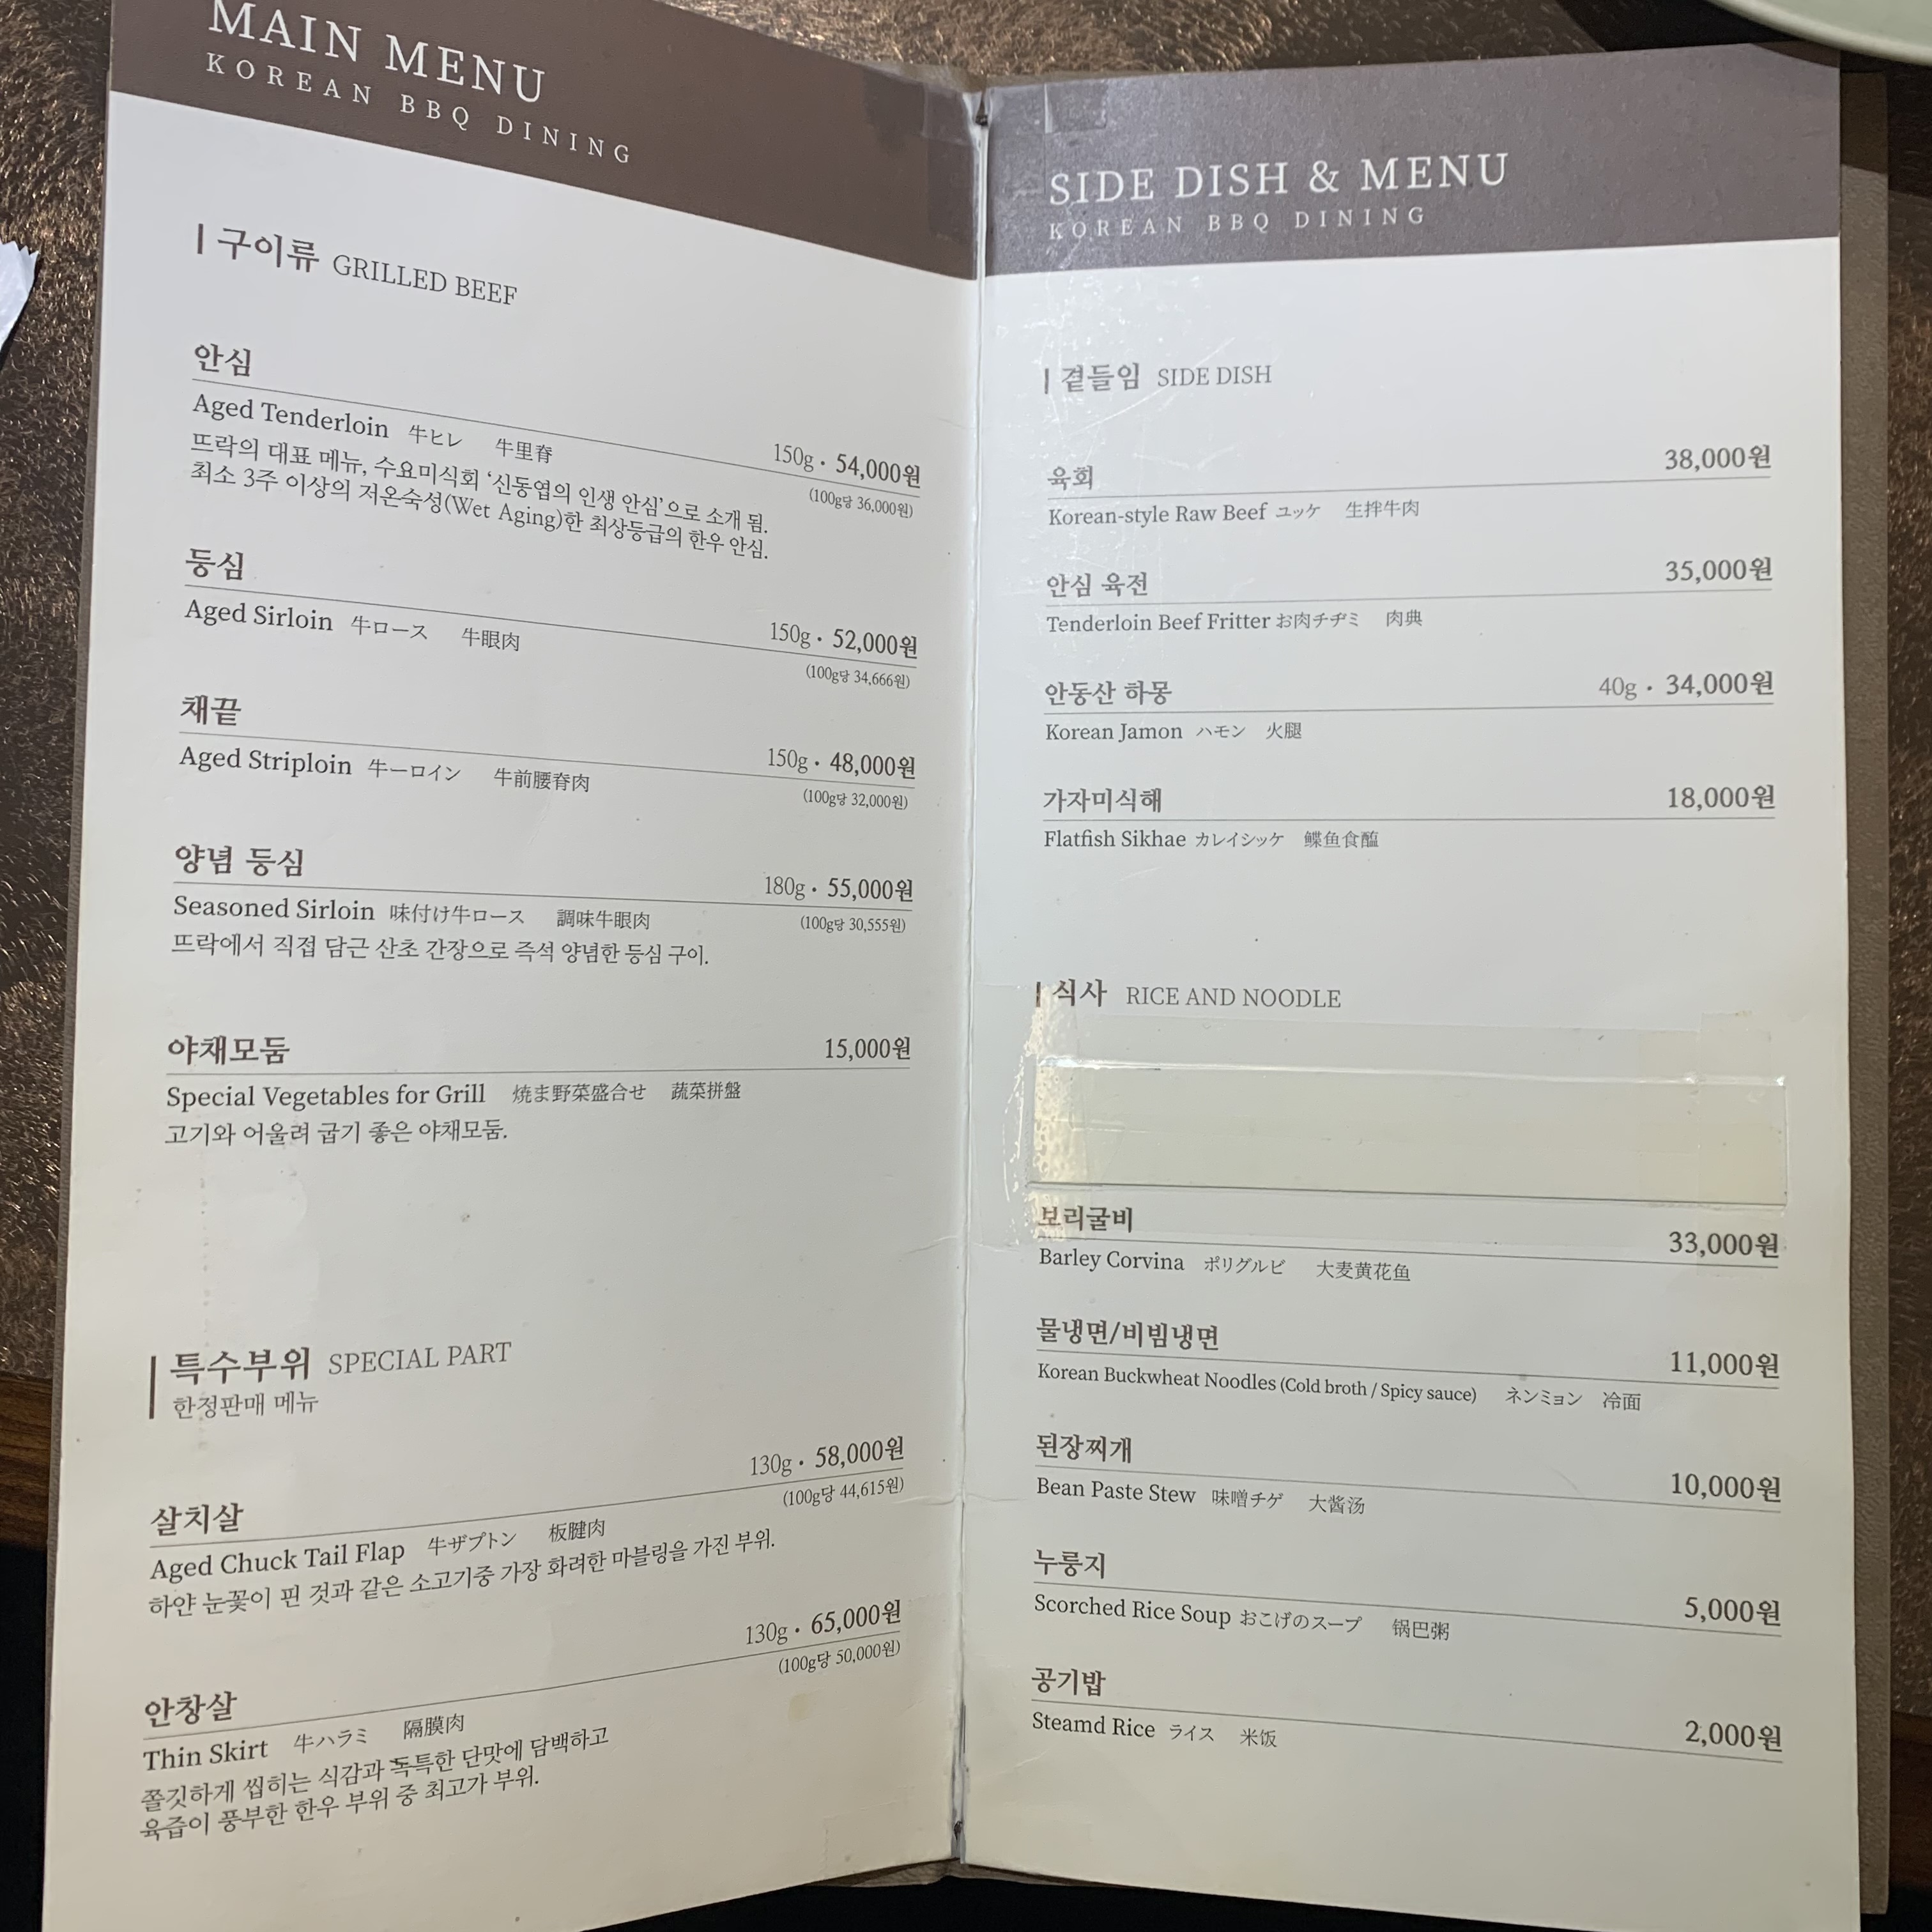 MAIN MENU
KOREAN BBQ DINING
구이류 GRILLED BEEF
안심
150g · 54,000원
Aged Tenderloin 牛ヒレ 牛里脊
(100g당 36,000원)
뜨락의 대표 메뉴, 수요미식회 ‘신동엽의 인생 안심’으로 소개 됨.
최소 3주 이상의 저온숙성(Wet Aging)한 최상등급의 한우 안심.
등심
150g · 52,000원
Aged Sirloin 牛ロース 牛眼肉
(100g당 34,666원)
채끝
150g · 48,000원
Aged Striploin 牛ーロイン 牛前腰脊肉
(100g당 32,000원)
양념 등심
180g · 55,000원
Seasoned Sirloin 味付け牛ロース 調味牛眼肉
(100g당 30,555원)
뜨락에서 직접 담근 산초 간장으로 즉석 양념한 등심 구이.
야채모둠 15,000원
Special Vegetables for Grill 焼ま野菜盛合せ 蔬菜拼盤
고기와 어울려 굽기 좋은 야채모둠.
특수부위 SPECIAL PART
한정판매 메뉴
살치살
130g · 58,000원
(100g당 44,615원)
Aged Chuck Tail Flap 牛ザプトン 板腱肉
하얀 눈꽃이 핀 것과 같은 소고기중 가장 화려한 마블링을 가진 부위.
안창살
130g · 65,000원
(100g당 50,000원)
Thin Skirt 牛ハラミ 隔膜肉
쫄깃하게 씹히는 식감과 독특한 단맛에 담백하고
육즙이 풍부한 한우 부위 중 최고가 부위.
SIDE DISH & MENU
KOREAN BBQ DINING
곁들임 SIDE DISH
육회 38,000원
Korean-style Raw Beef ユッケ 生拌牛肉
안심 육전 35,000원
Tenderloin Beef Fritter お肉チヂミ 肉典
안동산 하몽 40g · 34,000원
Korean Jamon ハモン 火腿
가자미식해 18,000원
Flatfish Sikhae カレイシッケ 鲽鱼食醢
식사 RICE AND NOODLE
보리굴비 33,000원
Barley Corvina ポリグルビ 大麦黄花鱼
물냉면/비빔냉면 11,000원
Korean Buckwheat Noodles (Cold broth / Spicy sauce) ネンミョン 冷面
된장찌개 10,000원
Bean Paste Stew 味噌チゲ 大酱汤
누룽지 5,000원
Scorched Rice Soup おこげのスープ 锅巴粥
공기밥 2,000원
Steamd Rice ライス 米饭